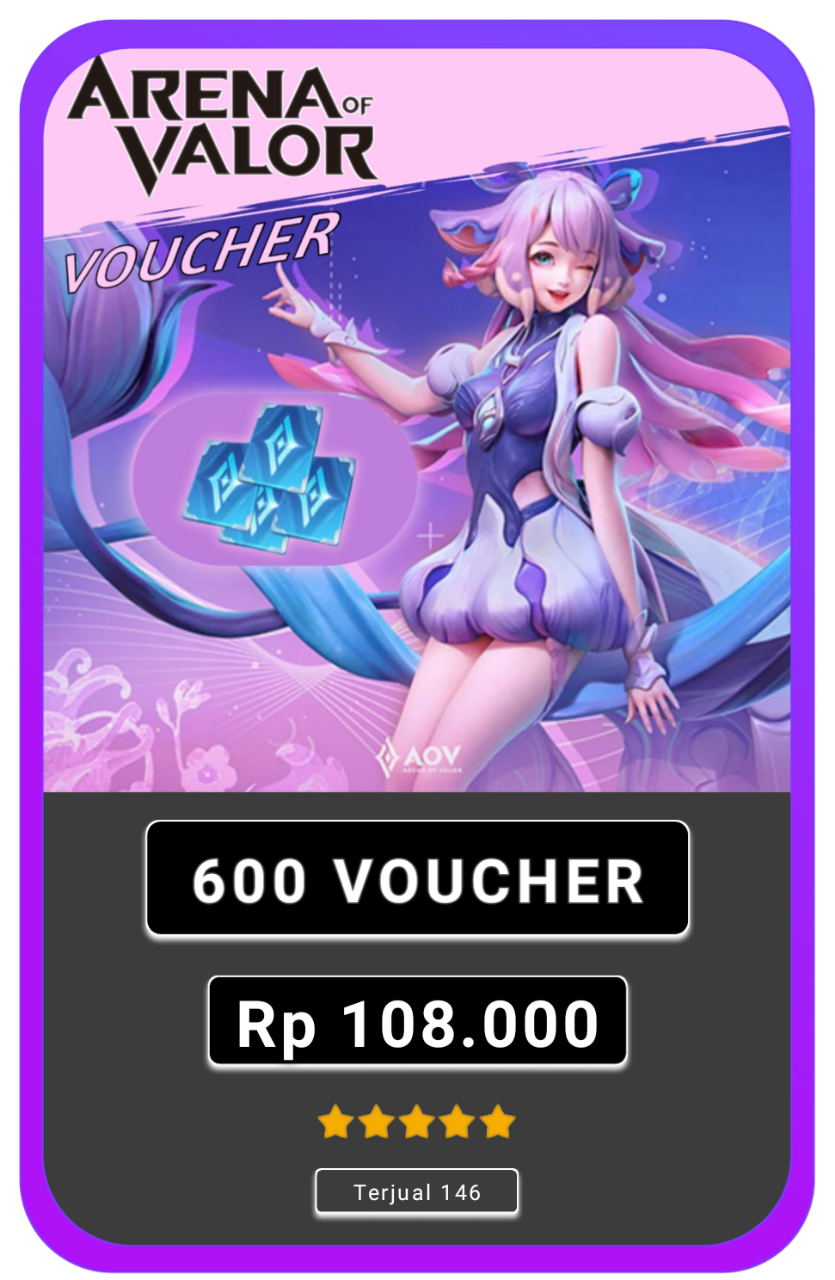 ARENA OF
VALOR
VOUCHER
AOV
ARENA OF VALOR
600 VOUCHER
Rp 108.000
Terjual 146